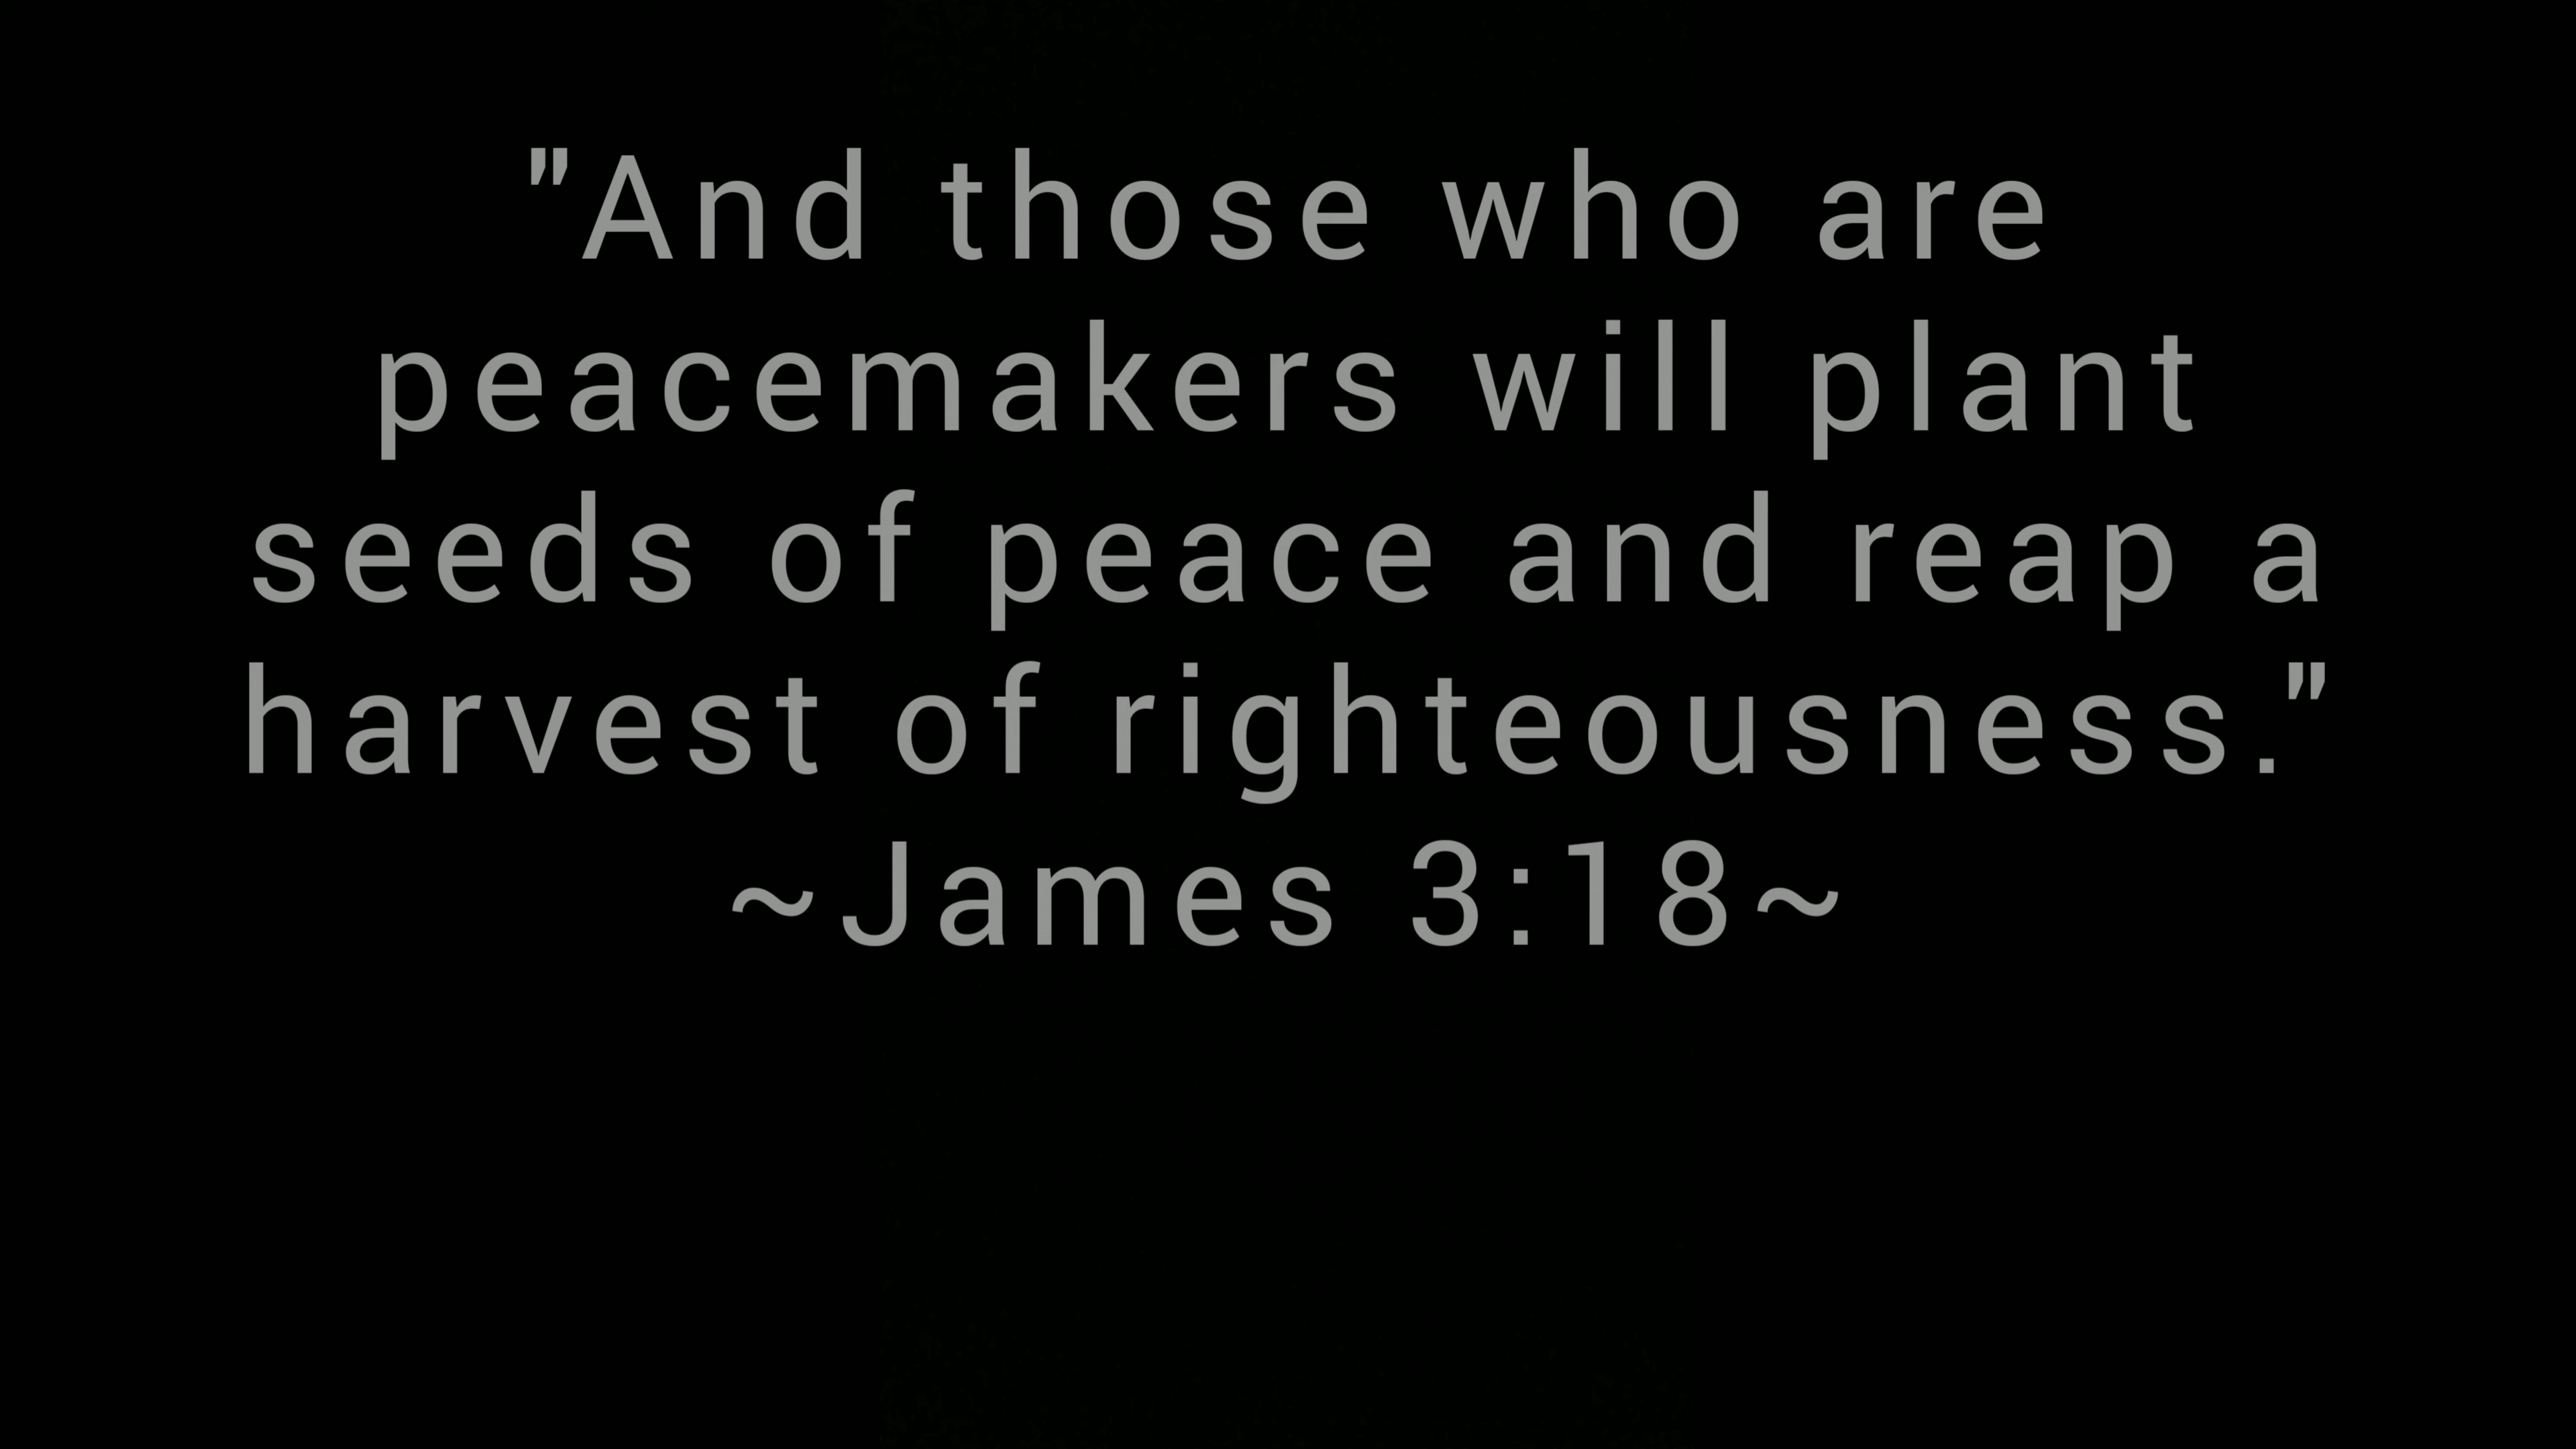 "And those who are
peacemakers will plant
seeds of peace and reap a
harvest of righteousness."
~James 3:18~